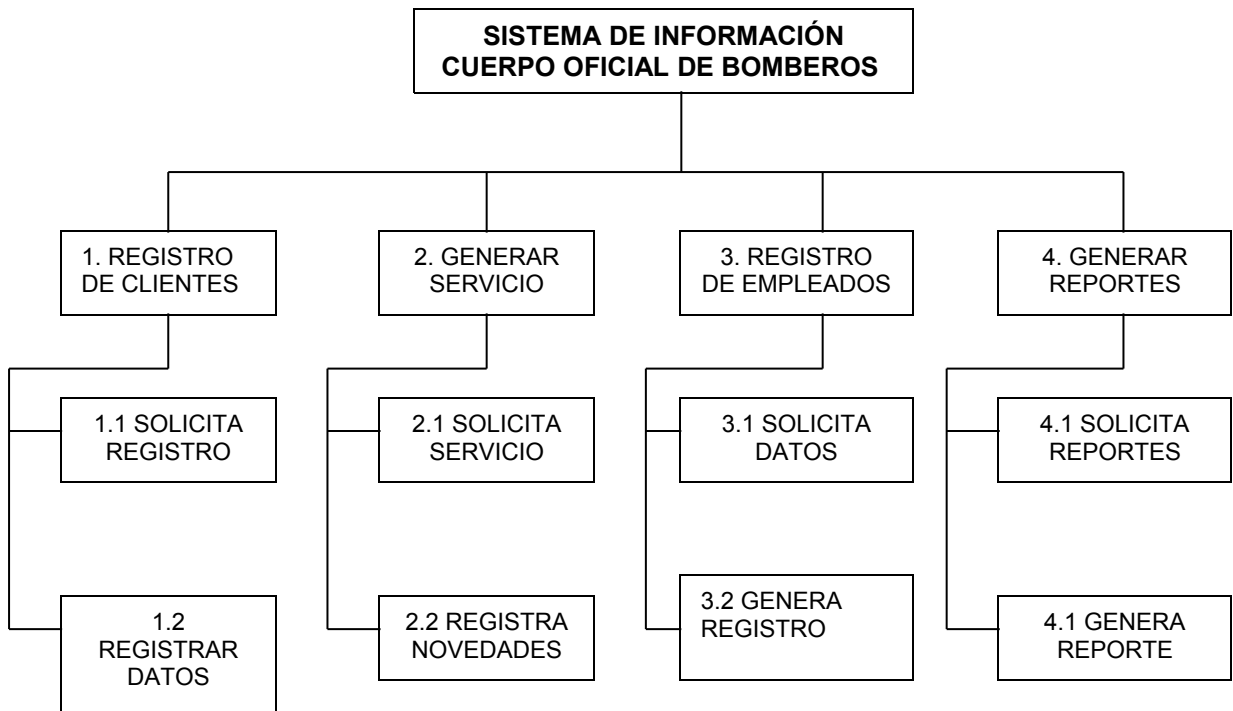 SISTEMA DE INFORMACIÓN
CUERPO OFICIAL DE BOMBEROS
1. REGISTRO
DE CLIENTES
2. GENERAR
SERVICIO
3. REGISTRO
DE EMPLEADOS
4. GENERAR
REPORTES
1.1 SOLICITA
REGISTRO
2.1 SOLICITA
SERVICIO
3.1 SOLICITA
DATOS
4.1 SOLICITA
REPORTES
1.2
REGISTRAR
DATOS
2.2 REGISTRA
NOVEDADES
3.2 GENERA
REGISTRO
4.1 GENERA
REPORTE